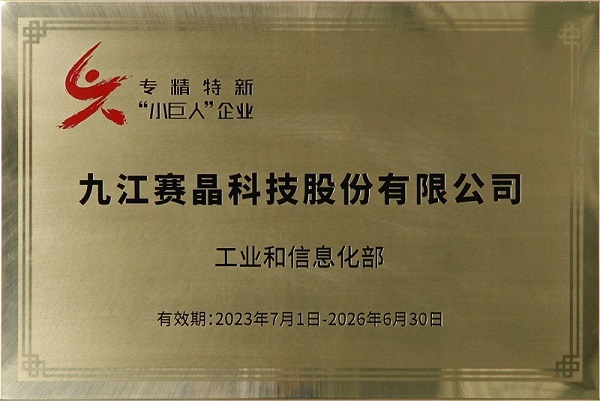 专精特新
“小巨人”企业
九江赛晶科技股份有限公司
工业和信息化部
有效期:2023年7月1日-2026年6月30日